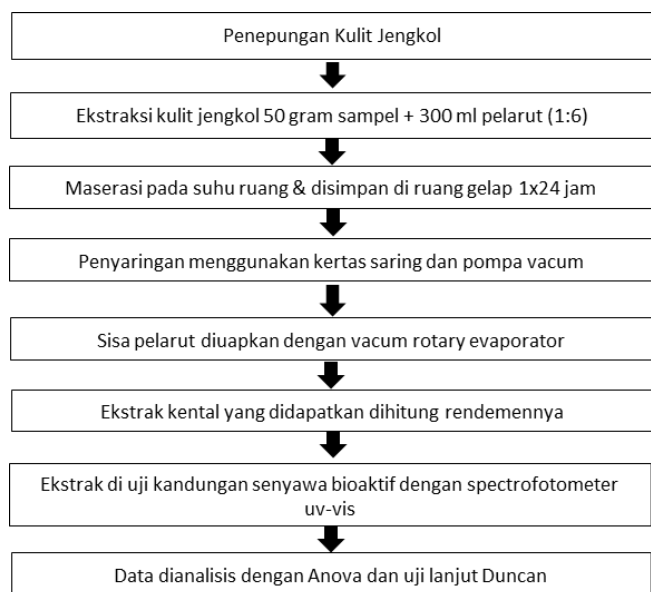 Penepungan Kulit Jengkol
Ekstraksi kulit jengkol 50 gram sampel + 300 ml pelarut (1:6)
Maserasi pada suhu ruang & disimpan di ruang gelap 1x24 jam
Penyaringan menggunakan kertas saring dan pompa vacum
Sisa pelarut diuapkan dengan vacum rotary evaporator
Ekstrak kental yang didapatkan dihitung rendemennya
Ekstrak di uji kandungan senyawa bioaktif dengan spectrofotometer
uv-vis
Data dianalisis dengan Anova dan uji lanjut Duncan